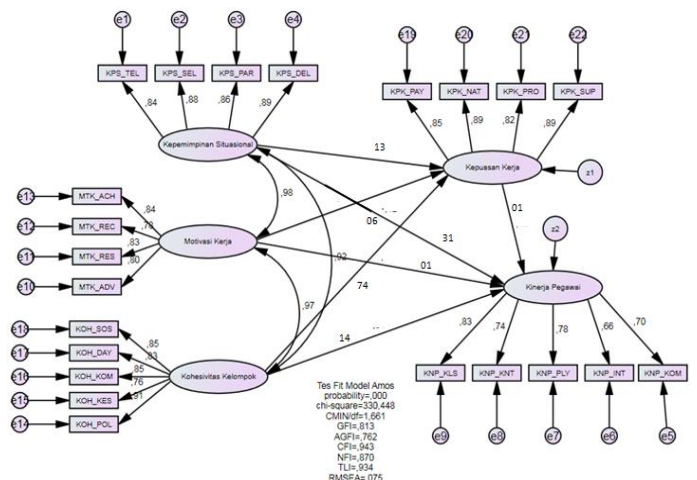 e1 e2 e3 e4
KPS_TEL KPS_SEL KPS_PAR KPS_DEL
,84 ,88 ,86 ,89
Kepemimpinan Situasional
e19 e20 e21 e22
KPK_PAY KPK_NAT KPK_PRO KPK_SUP
,85 ,89 ,82 ,89
Kepuasan Kerja
z1
13
,98
06
01
z2
e13 MTK_ACH ,84
e12 MTK_REC ,78
e11 MTK_RES ,83
e10 MTK_ADV ,80
Motivasi Kerja
31
,92
01
74
,97
14
Kinerja Pegawai
e18 KOH_SOS ,85
e17 KOH_DAY ,83
e16 KOH_KOM ,85
e15 KOH_KES ,76
e14 KOH_POL ,91
Kohesivitas Kelompok
,83 ,74 ,78 ,66 ,70
KNP_KLS KNP_KNT KNP_PLY KNP_INT KNP_KOM
e9 e8 e7 e6 e5
Tes Fit Model Amos
probability=,000
chi-square=330,448
CMIN/df=1,661
GFI=,813
AGFI=,762
CFI=,943
NFI=,870
TLI=,934
RMSEA=,075